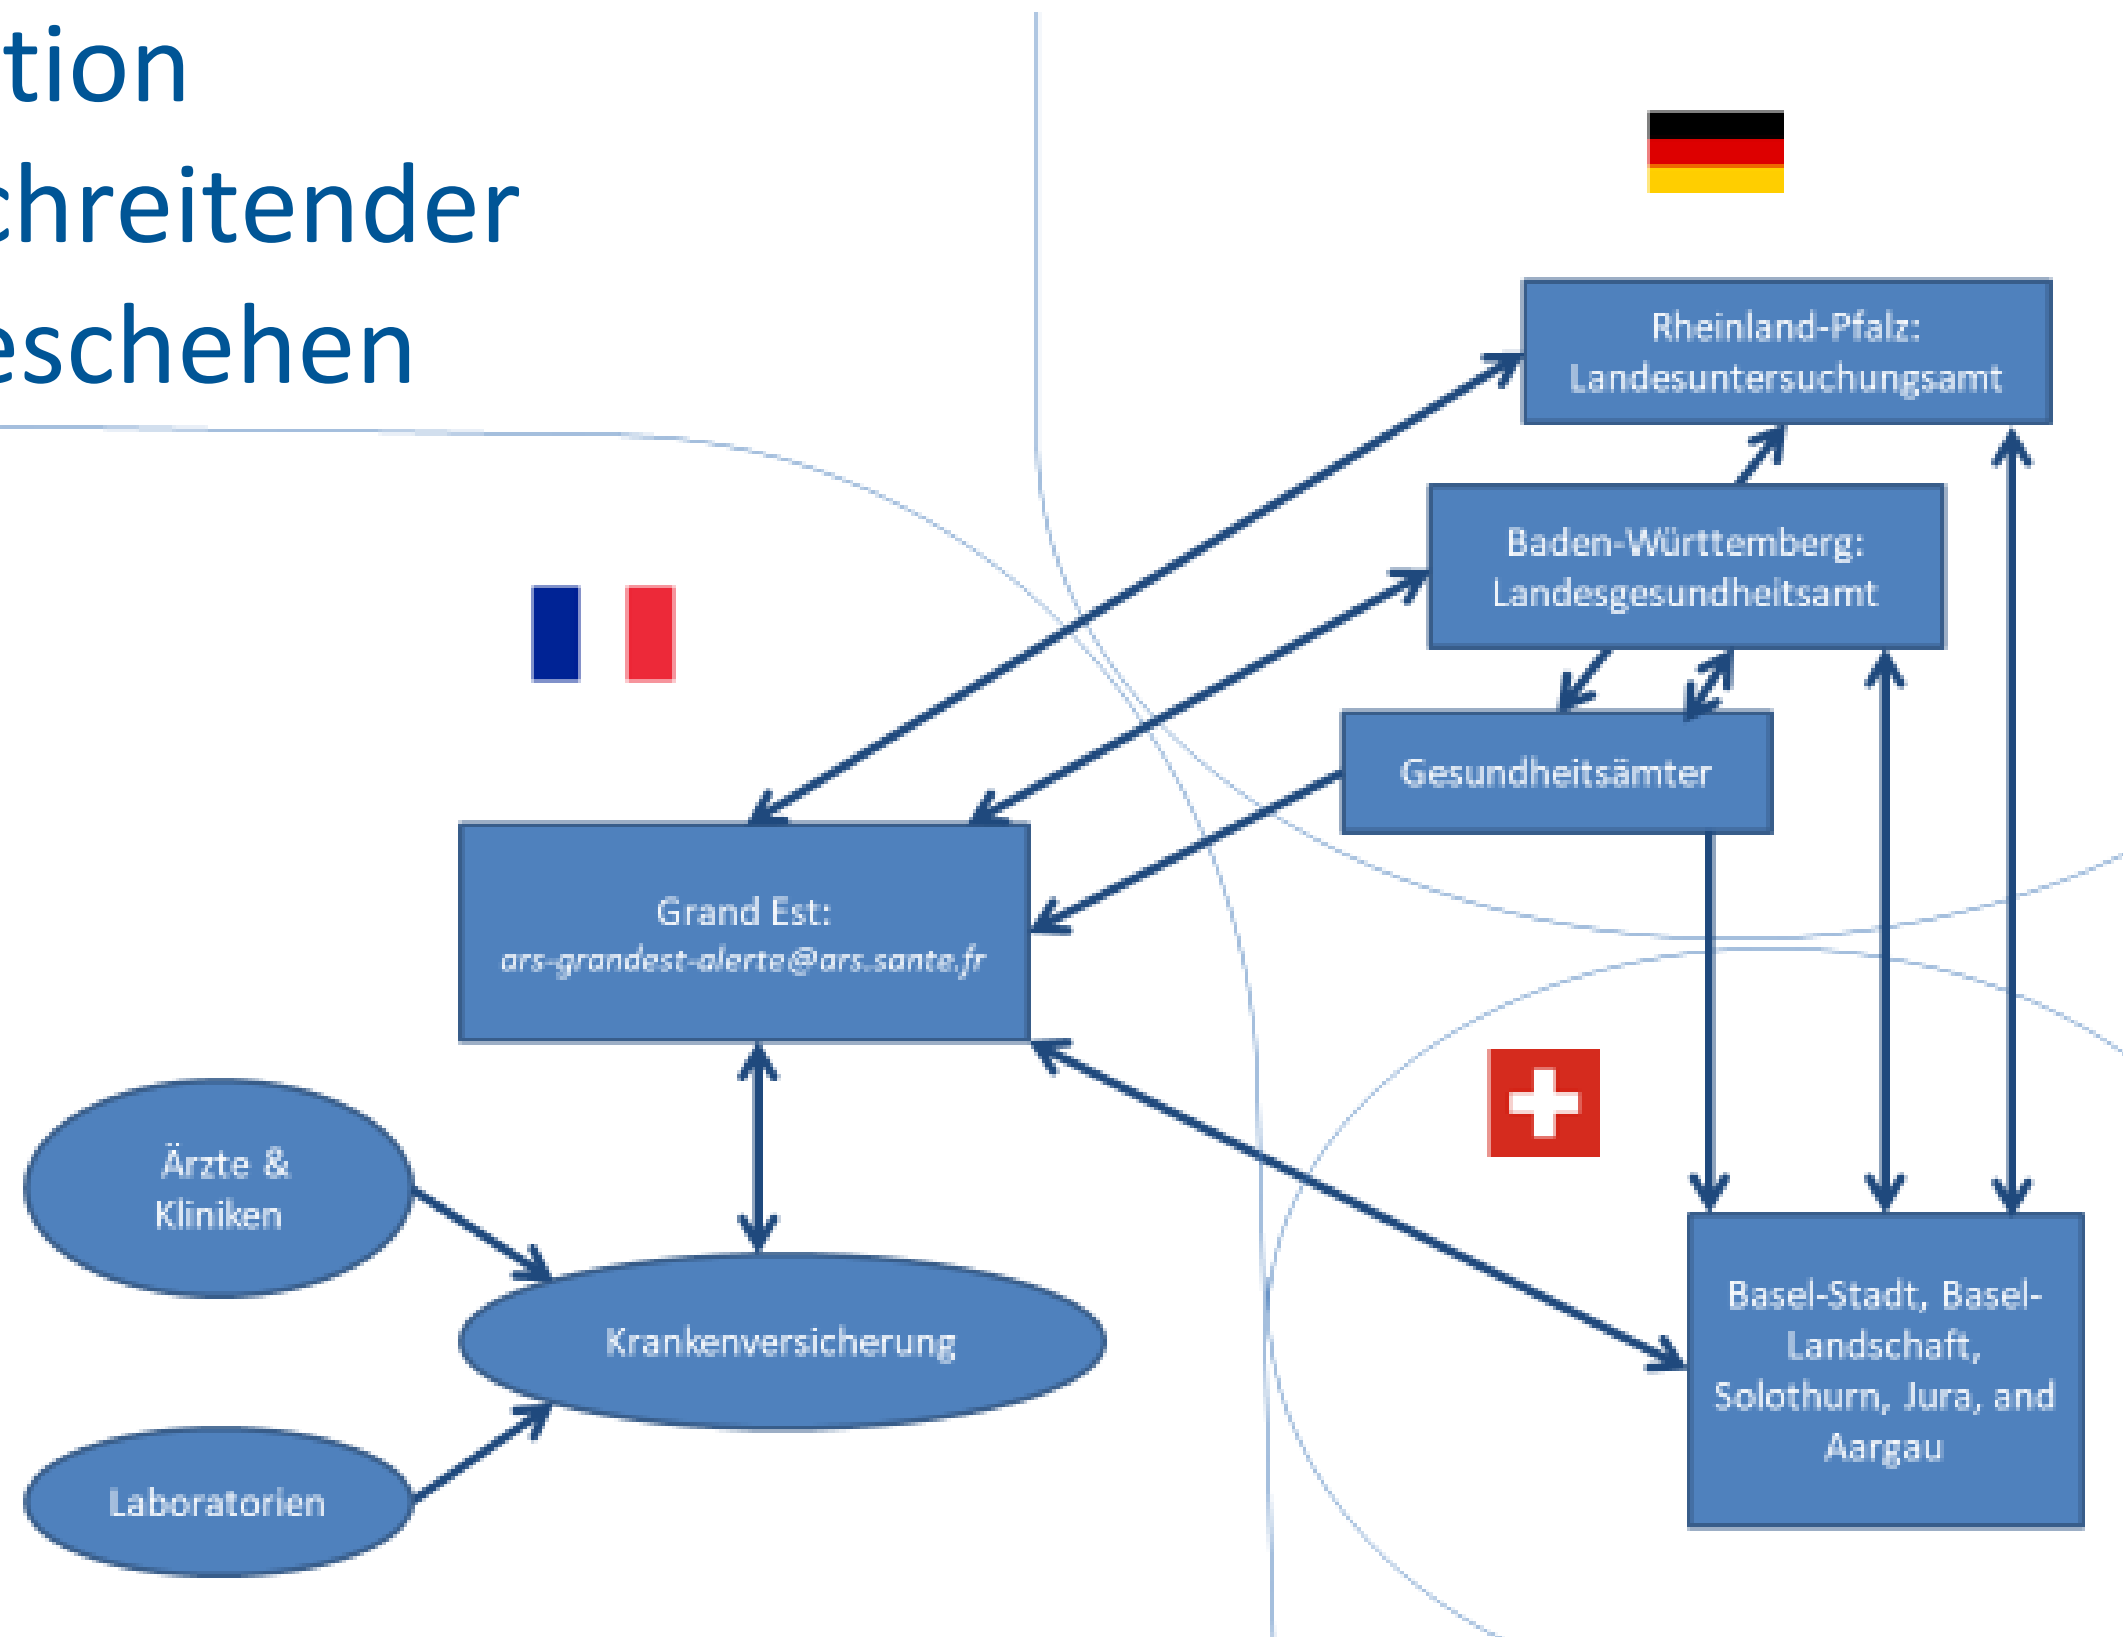 tion
chreitender
eschehen
Rheinland-Pfalz:
Landesuntersuchungsamt
Baden-Württemberg:
Landesgesundheitsamt
Gesundheitsämter
Grand Est:
ars-grandest-alerte@ars.sante.fr
Ärzte &
Kliniken
Krankenversicherung
Laboratorien
Basel-Stadt, Basel-
Landschaft,
Solothurn, Jura, and
Aargau